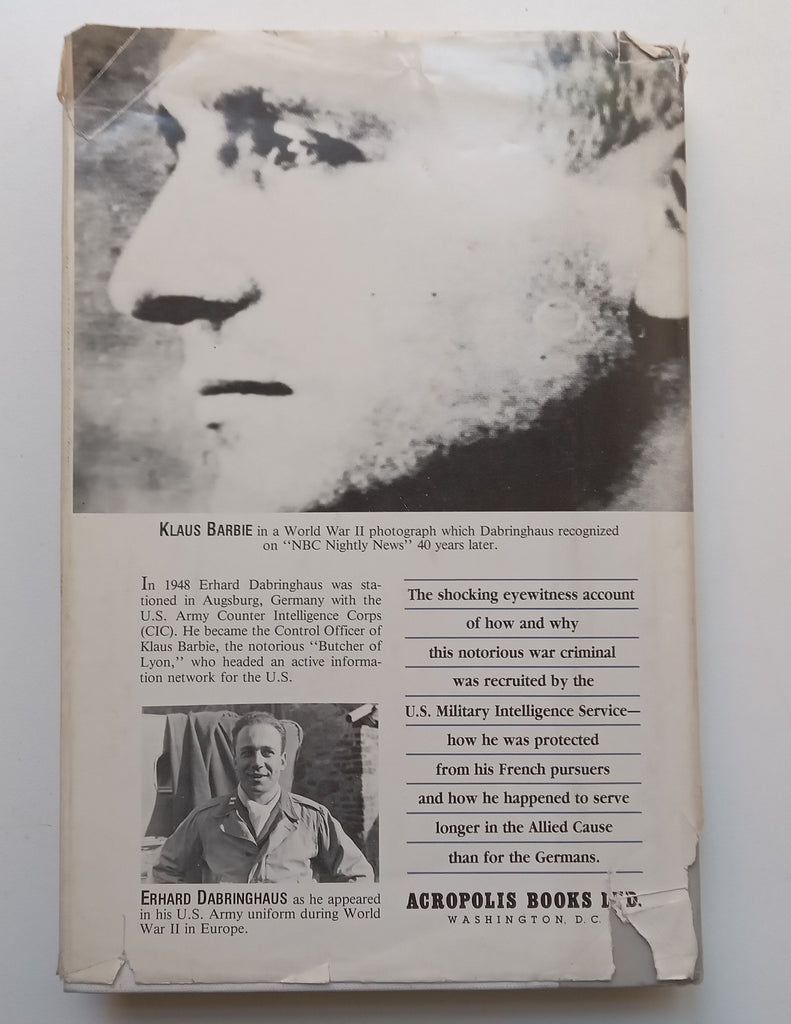 KLAUS BARBIE in a World War II photograph which Dabringhaus recognized
on "NBC Nightly News" 40 years later.
In 1948 Erhard Dabringhaus was sta-
tioned in Augsburg, Germany with the
U.S. Army Counter Intelligence Corps
(CIC). He became the Control Officer of
Klaus Barbie, the notorious "Butcher of
Lyon," who headed an active informa-
tion network for the U.S.
ERHARD DABRINGHAUS as he appeared
in his U.S. Army uniform during World
War II in Europe.
The shocking eyewitness account
of how and why
this notorious war criminal
was recruited by the
U.S. Military Intelligence Service—
how he was protected
from his French pursuers
and how he happened to serve
longer in the Allied Cause
than for the Germans.
ACROPOLIS BOOKS LTD.
WASHINGTON, D.C.